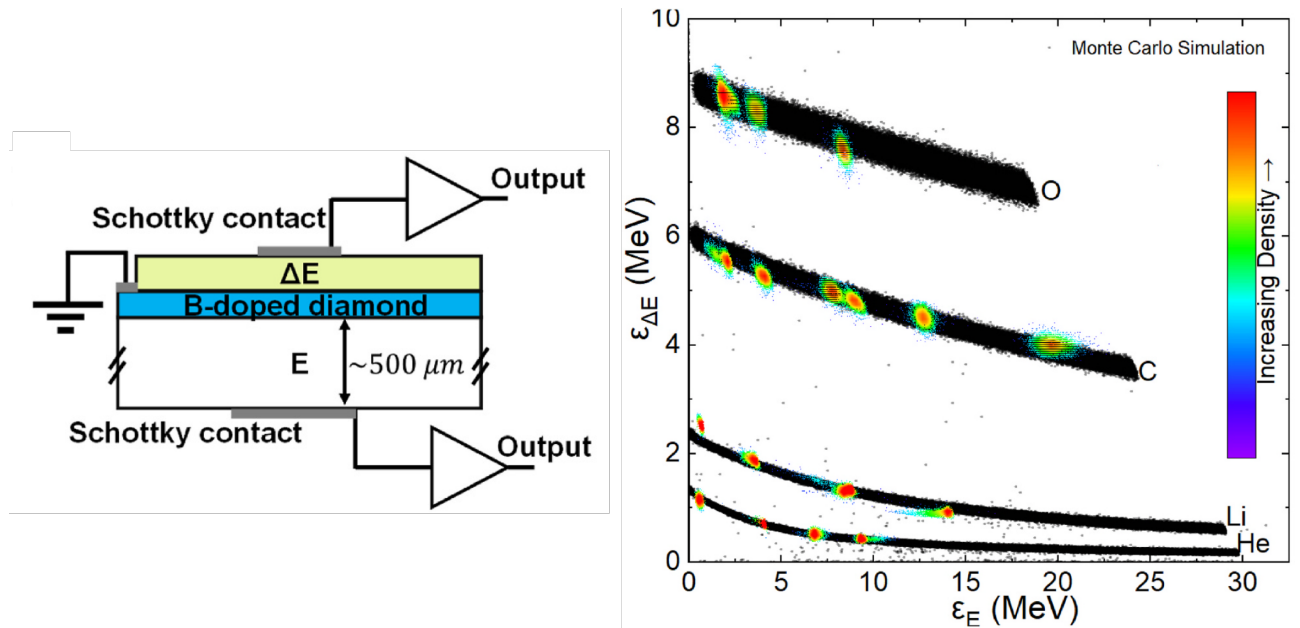 Output
Schottky contact
ΔE
B-doped diamond
E
~500 μm
Schottky contact
Output
10
8
6
4
2
0
ε_ΔE (MeV)
Monte Carlo Simulation
Increasing Density →
O
C
Li
He
0 5 10 15 20 25 30
ε_E (MeV)